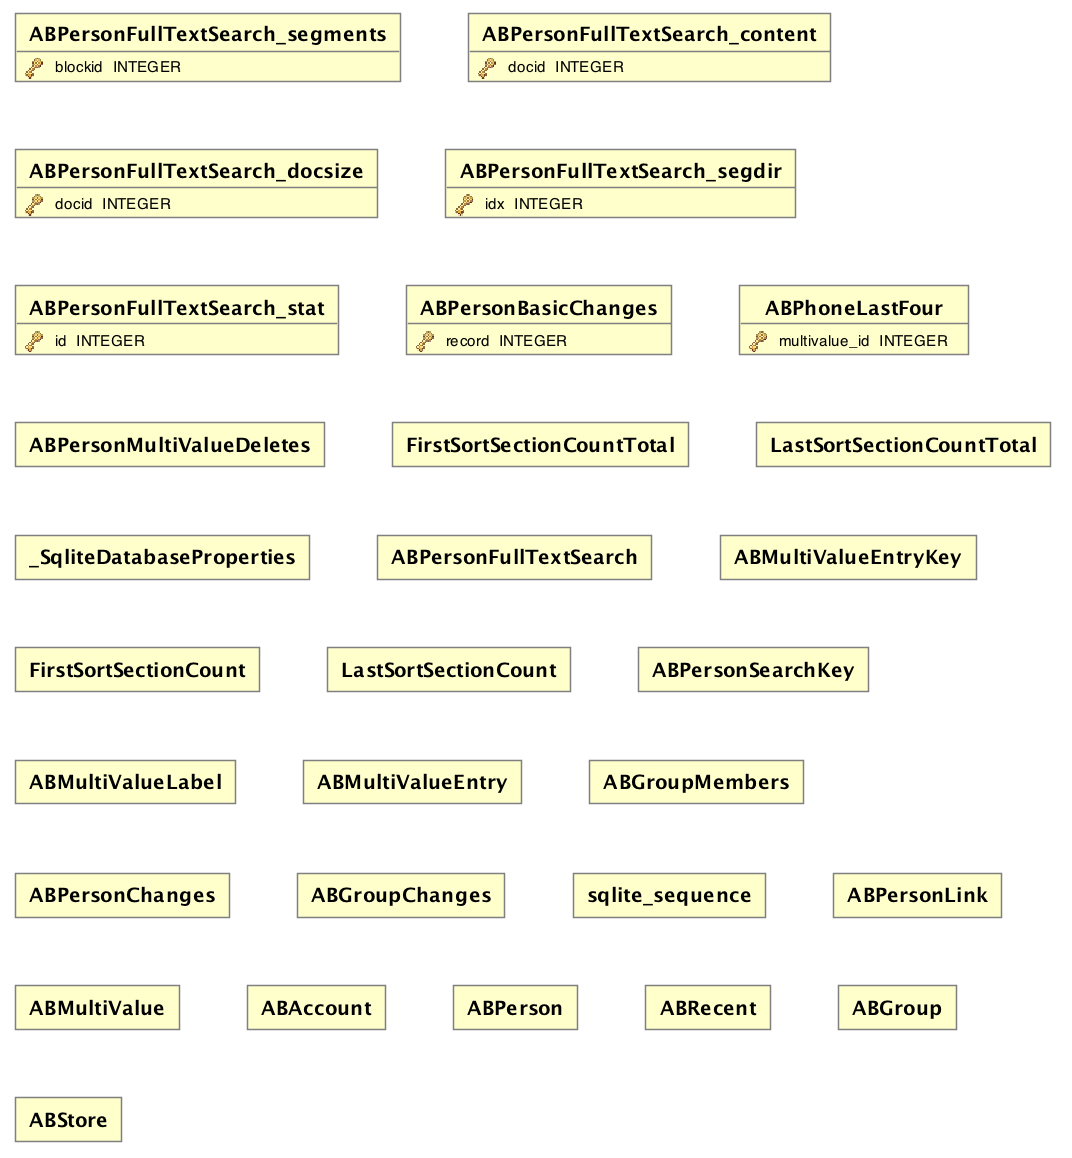 ABPersonFullTextSearch_segments
blockid INTEGER
ABPersonFullTextSearch_content
docid INTEGER
ABPersonFullTextSearch_docsize
docid INTEGER
ABPersonFullTextSearch_segdir
idx INTEGER
ABPersonFullTextSearch_stat
id INTEGER
ABPersonBasicChanges
record INTEGER
ABPhoneLastFour
multivalue_id INTEGER
ABPersonMultiValueDeletes
FirstSortSectionCountTotal
LastSortSectionCountTotal
_SqliteDatabaseProperties
ABPersonFullTextSearch
ABMultiValueEntryKey
FirstSortSectionCount
LastSortSectionCount
ABPersonSearchKey
ABMultiValueLabel
ABMultiValueEntry
ABGroupMembers
ABPersonChanges
ABGroupChanges
sqlite_sequence
ABPersonLink
ABMultiValue
ABAccount
ABPerson
ABRecent
ABGroup
ABStore